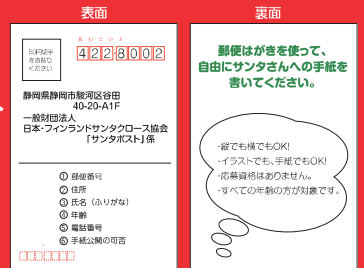 表面
50円切手
をお貼り
ください
郵便はがき
422-8002
静岡県静岡市駿河区谷田
40-20-A1F
一般財団法人
日本・フィンランドサンタクロース協会
「サンタポスト」係
①郵便番号
②住所
③氏名（ふりがな）
④年齢
⑤電話番号
⑥手紙公開の可否
裏面
郵便はがきを使って、
自由にサンタさんへの手紙を
書いてください。
・縦でも横でもOK!
・イラストでも、手紙でもOK!
・応募資格はありません。
・すべての年齢の方が対象です。